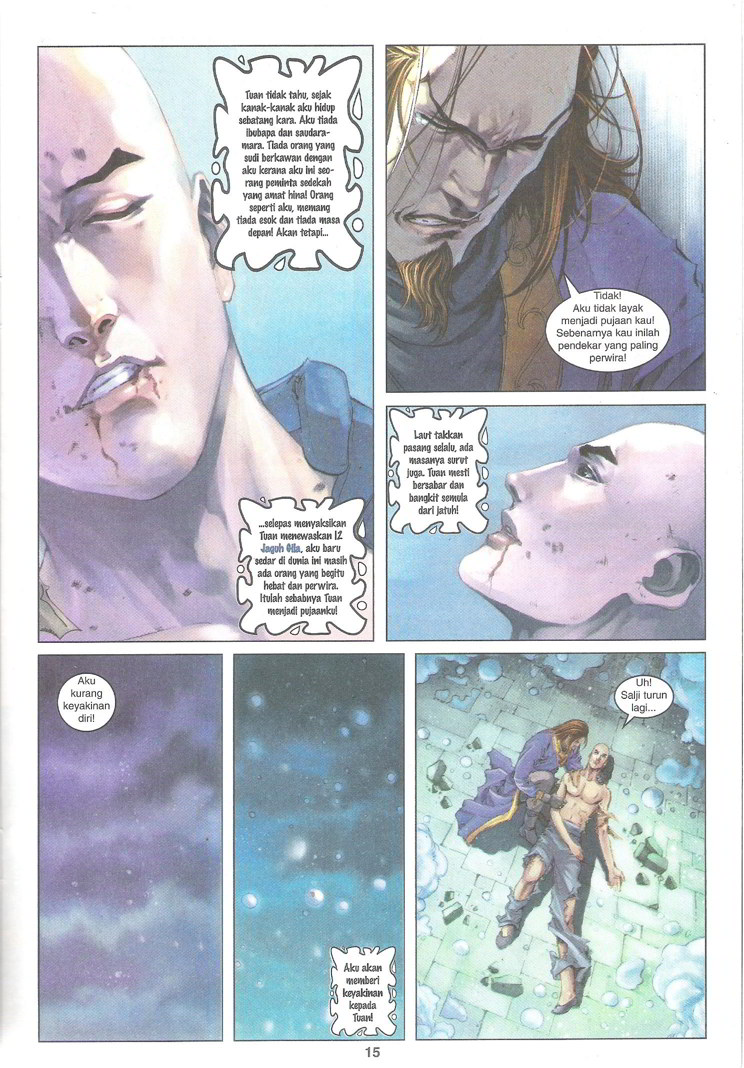 Tuan tidak tahu, sejak
kanak-kanak aku hidup
sebatang kara. Aku tiada
ibubapa dan saudara-
mara. Tiada orang yang
sudi berkawan dengan
aku kerana aku ini seo-
rang peminta sedekah
yang amat hina! Orang
seperti aku, memang
tiada esok dan tiada masa
depan! Akan tetapi...
...selepas menyaksikan
Tuan menewaskan 12
Jaguh Gila, aku baru
sedar di dunia ini masih
ada orang yang begitu
hebat dan perwira.
Itulah sebabnya Tuan
menjadi pujaanku!
Tidak!
Aku tidak layak
menjadi pujaan kau!
Sebenarnya kau inilah
pendekar yang paling
perwira!
Laut takkan
pasang selalu, ada
masanya surut
juga. Tuan mesti
bersabar dan
bangkit semula
dari jatuh!
Aku
kurang
keyakinan
diri!
Aku akan
memberi
keyakinan
kepada
Tuan!
Uh!
Salji turun
lagi...
15